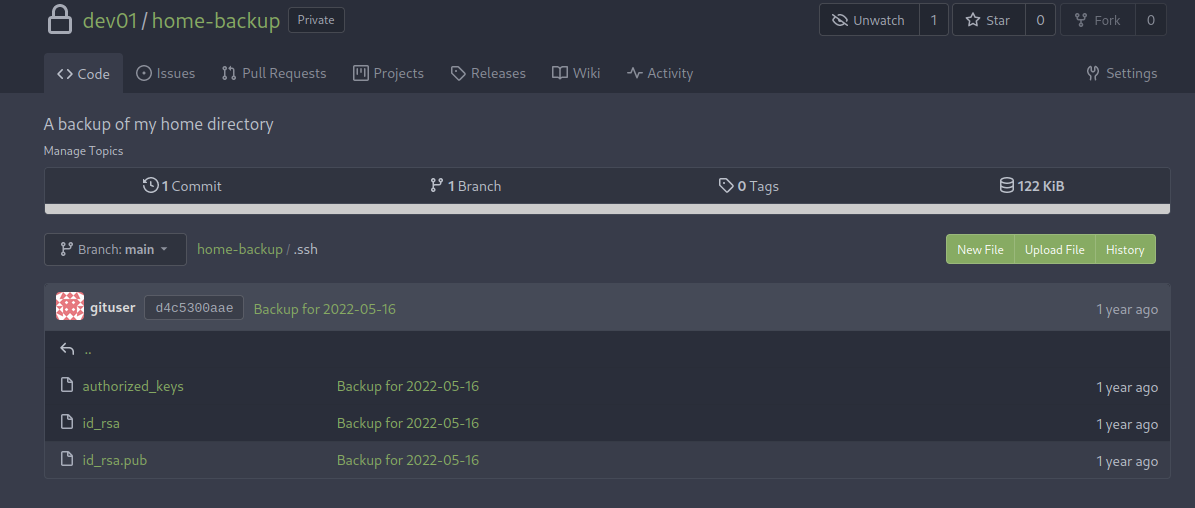 dev01 / home-backup Private Unwatch 1 Star 0 Fork 0
Code Issues Pull Requests Projects Releases Wiki Activity Settings
A backup of my home directory
Manage Topics
1 Commit 1 Branch 0 Tags 122 KiB
Branch: main home-backup / .ssh New File Upload File History
gituser d4c5300aae Backup for 2022-05-16 1 year ago
..
authorized_keys Backup for 2022-05-16 1 year ago
id_rsa Backup for 2022-05-16 1 year ago
id_rsa.pub Backup for 2022-05-16 1 year ago